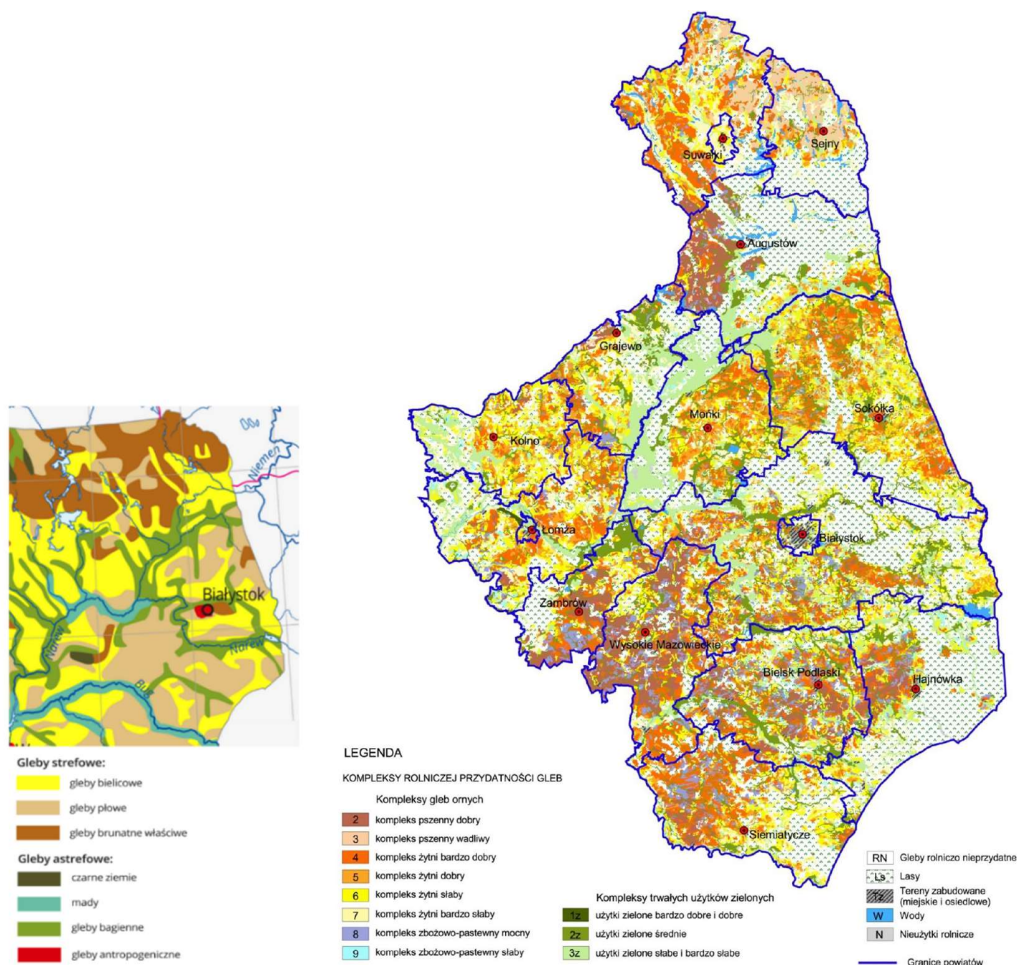 Suwałki
Sejny
Augustów
Grajewo
Kolno
Mońki
Sokółka
Łomża
Białystok
Zambrów
Wysokie Mazowieckie
Bielsk Podlaski
Hajnówka
Siemiatycze
Niemen
Białystok
Narew
Narew
Bug
Gleby strefowe:
gleby bielicowe
gleby płowe
gleby brunatne właściwe
Gleby astrefowe:
czarne ziemie
mady
gleby bagienne
gleby antropogeniczne
LEGENDA
KOMPLEKSY ROLNICZEJ PRZYDATNOŚCI GLEB
Kompleksy gleb ornych
2 kompleks pszenny dobry
3 kompleks pszenny wadliwy
4 kompleks żytni bardzo dobry
5 kompleks żytni dobry
6 kompleks żytni słaby
7 kompleks żytni bardzo słaby
8 kompleks zbożowo-pastewny mocny
9 kompleks zbożowo-pastewny słaby
Kompleksy trwałych użytków zielonych
1z użytki zielone bardzo dobre i dobre
2z użytki zielone średnie
3z użytki zielone słabe i bardzo słabe
RN Gleby rolniczo nieprzydatne
Ls Lasy
Tz Tereny zabudowane
(miejskie i osiedlowe)
W Wody
N Nieużytki rolnicze
Granice powiatów